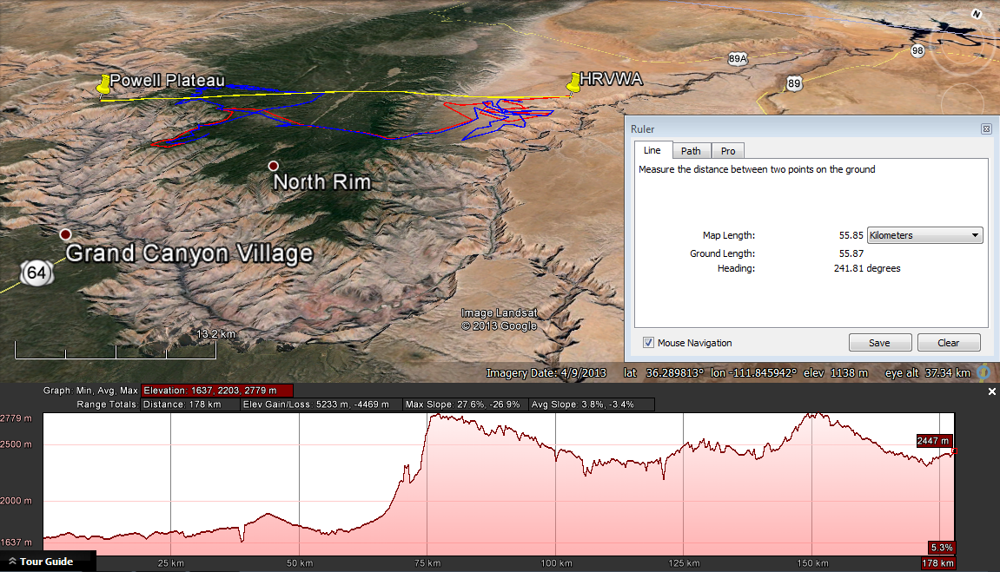 N
Powell Plateau
HRVWA
89A
98
89
North Rim
Grand Canyon Village
64
13.2 km
Image Landsat
© 2013 Google
Ruler
Line Path Pro
Measure the distance between two points on the ground
Map Length: 55.85 Kilometers
Ground Length: 55.87
Heading: 241.81 degrees
Mouse Navigation Save Clear
Imagery Date: 4/9/2013 lat 36.289813° lon -111.845942° elev 1138 m eye alt 37.34 km
Graph: Min, Avg, Max Elevation: 1637, 2203, 2779 m
Range Totals: Distance: 178 km Elev Gain/Loss: 5233 m, -4469 m Max Slope: 27.6%, -26.9% Avg Slope: 3.8%, -3.4%
2779 m
2500 m
2447 m
2000 m
1637 m
5.3%
Tour Guide
25 km 50 km 75 km 100 km 125 km 150 km 178 km